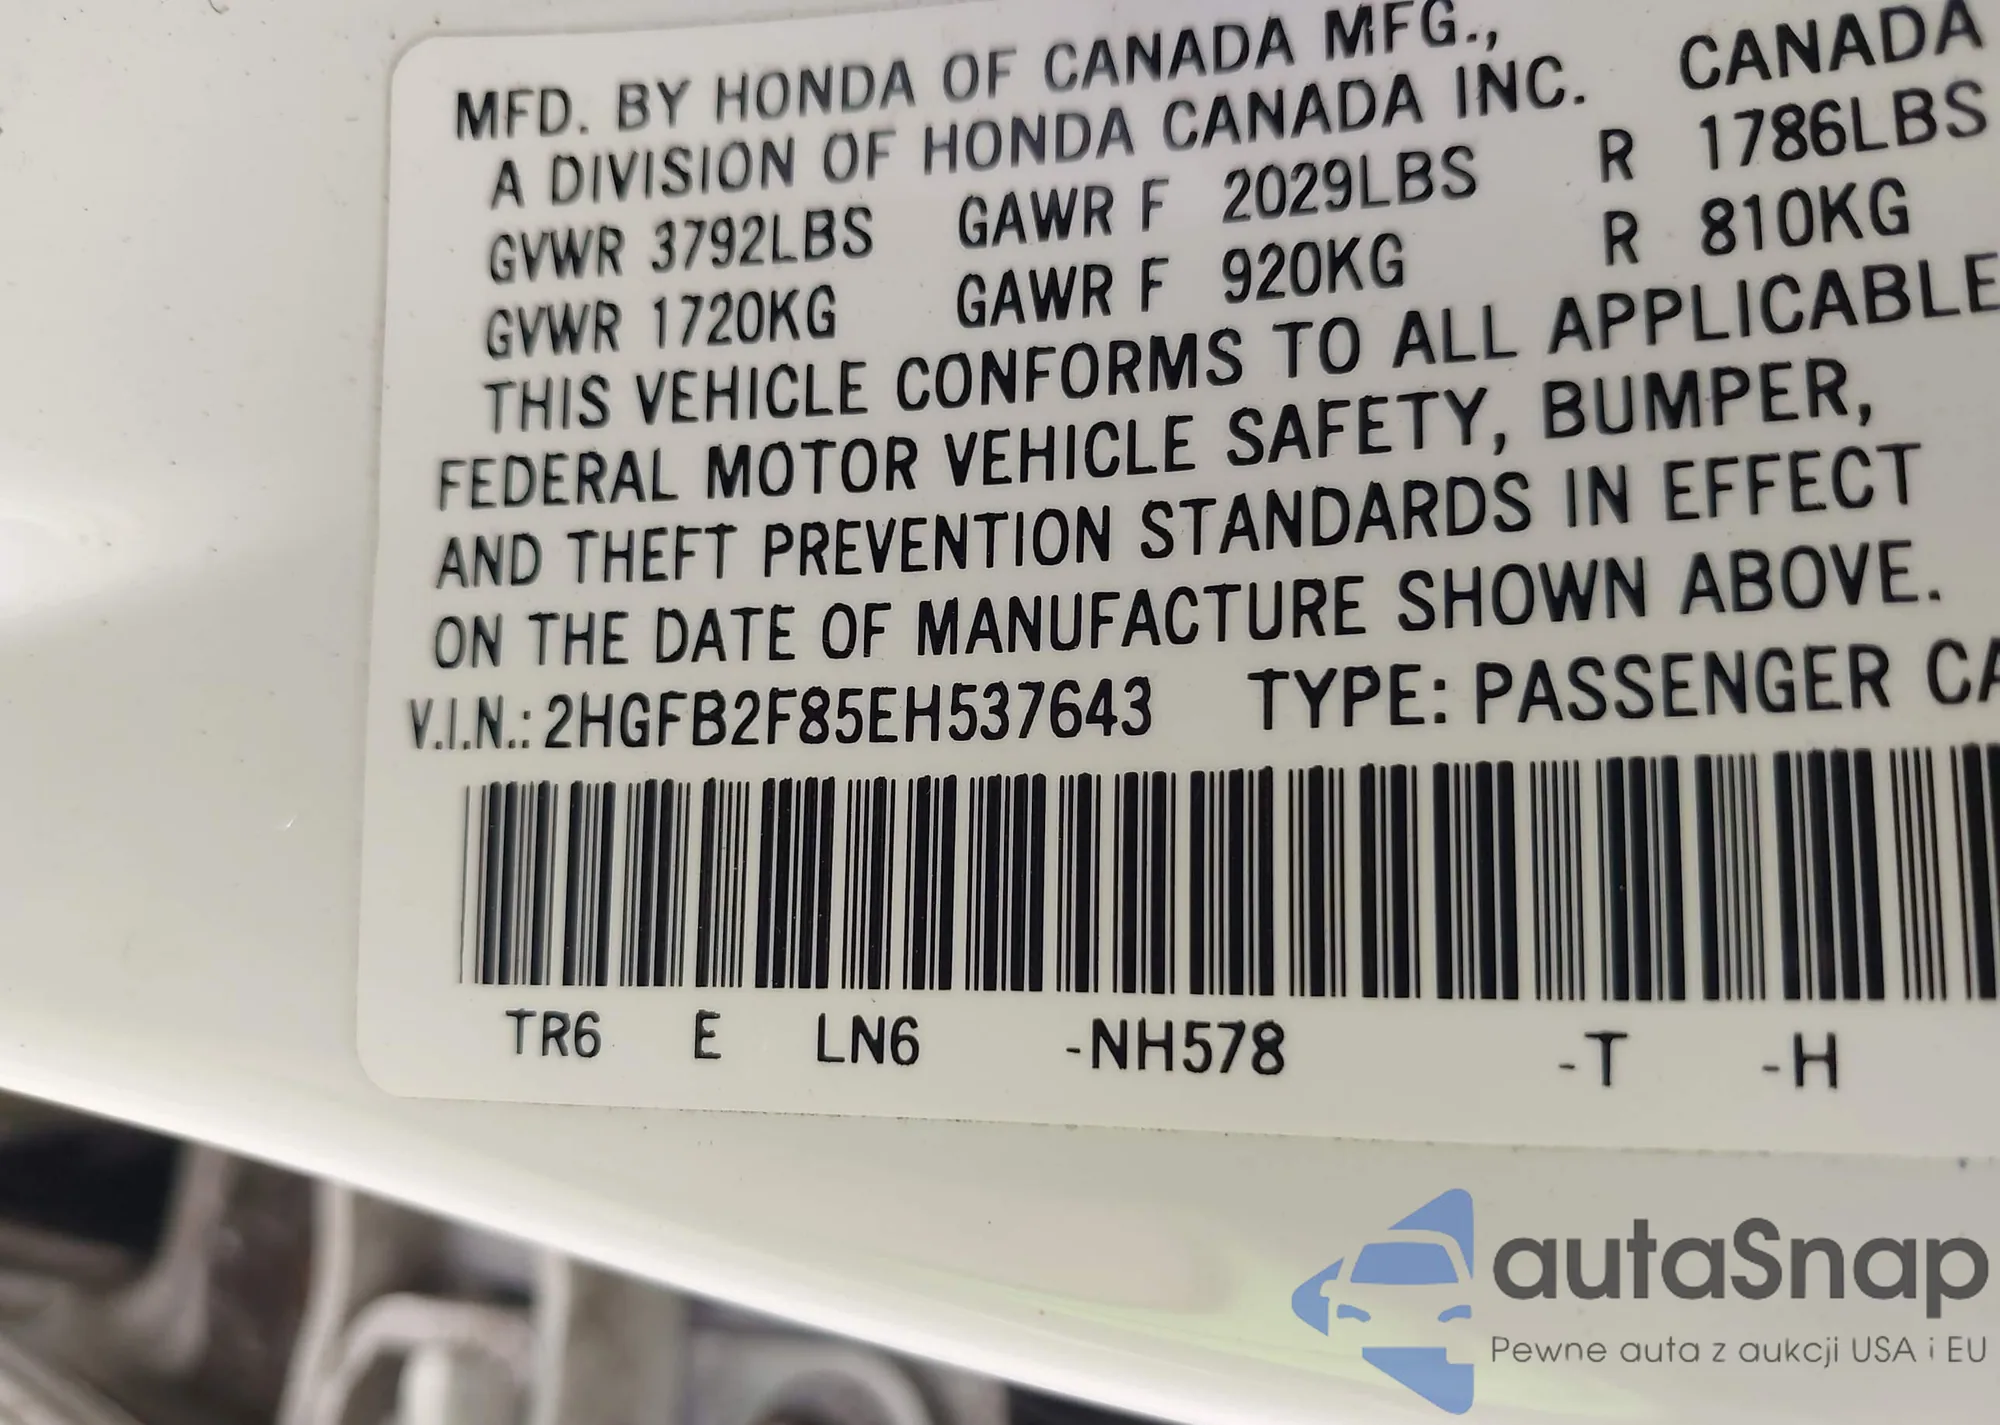 MFD. BY HONDA OF CANADA MFG., CANADA
A DIVISION OF HONDA CANADA INC.
GVWR 3792LBS GAWR F 2029LBS R 1786LBS
GVWR 1720KG GAWR F 920KG R 810KG
THIS VEHICLE CONFORMS TO ALL APPLICABLE
FEDERAL MOTOR VEHICLE SAFETY, BUMPER,
AND THEFT PREVENTION STANDARDS IN EFFECT
ON THE DATE OF MANUFACTURE SHOWN ABOVE.
V.I.N.: 2HGFB2F85EH537643 TYPE: PASSENGER CA
TR6 E LN6 -NH578 -T -H
autaSnap
Pewne auta z aukcji USA i EU